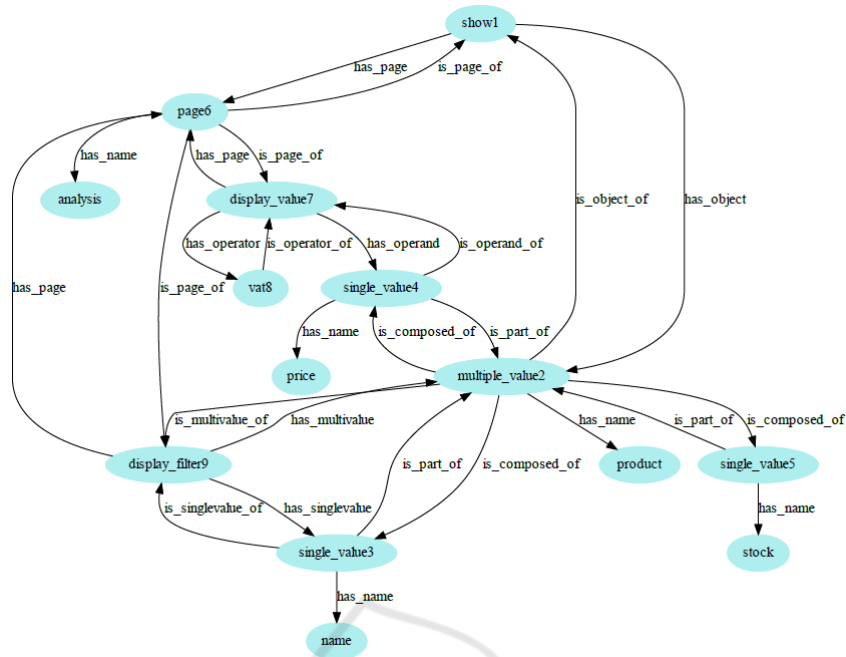 show1
has_page
is_page_of
page6
has_name
has_page
is_page_of
is_object_of
has_object
analysis
display_value7
has_operator
is_operator_of
has_operand
is_operand_of
has_page
is_page_of
vat8
single_value4
has_name
is_composed_of
is_part_of
price
multiple_value2
is_multivalue_of
has_multivalue
has_name
is_part_of
is_composed_of
is_part_of
is_composed_of
display_filter9
product
single_value5
is_singlevalue_of
has_singlevalue
has_name
single_value3
stock
has_name
name